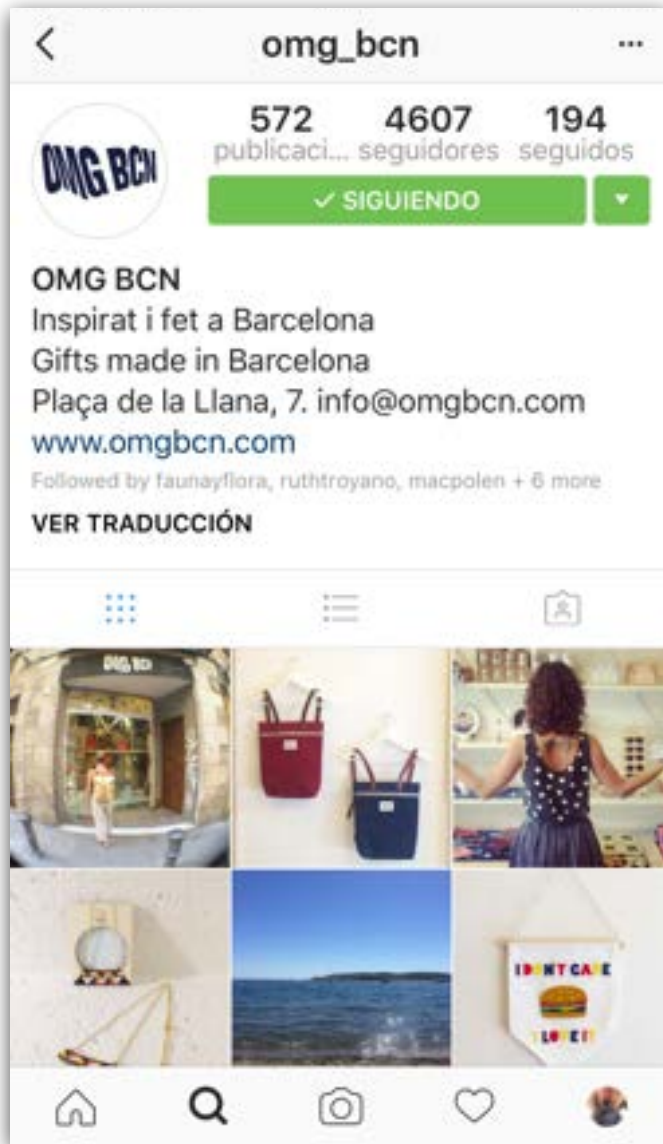 omg_bcn
572 4607 194
publicaci... seguidores seguidos
OMG BCN
✓ SIGUIENDO
OMG BCN
Inspirat i fet a Barcelona
Gifts made in Barcelona
Plaça de la Llana, 7. info@omgbcn.com
www.omgbcn.com
Followed by faunayflora, ruthtroyano, macpolen + 6 more
VER TRADUCCIÓN
OMG BCN
I DON'T CARE
I LOVE IT